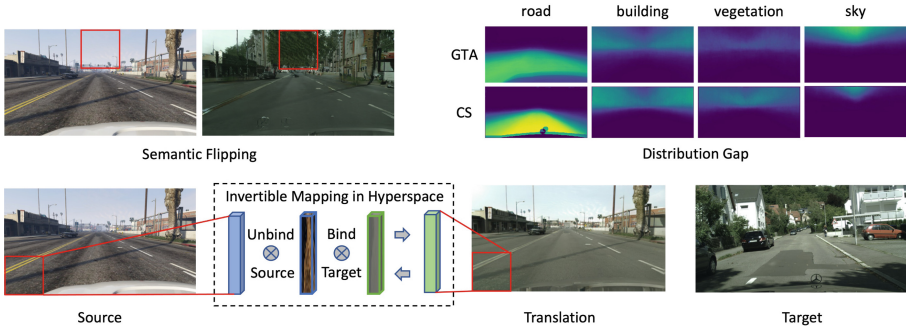 road building vegetation sky
GTA
CS
Semantic Flipping
Distribution Gap
Invertible Mapping in Hyperspace
Unbind Bind
Source Target
Source
Translation
Target